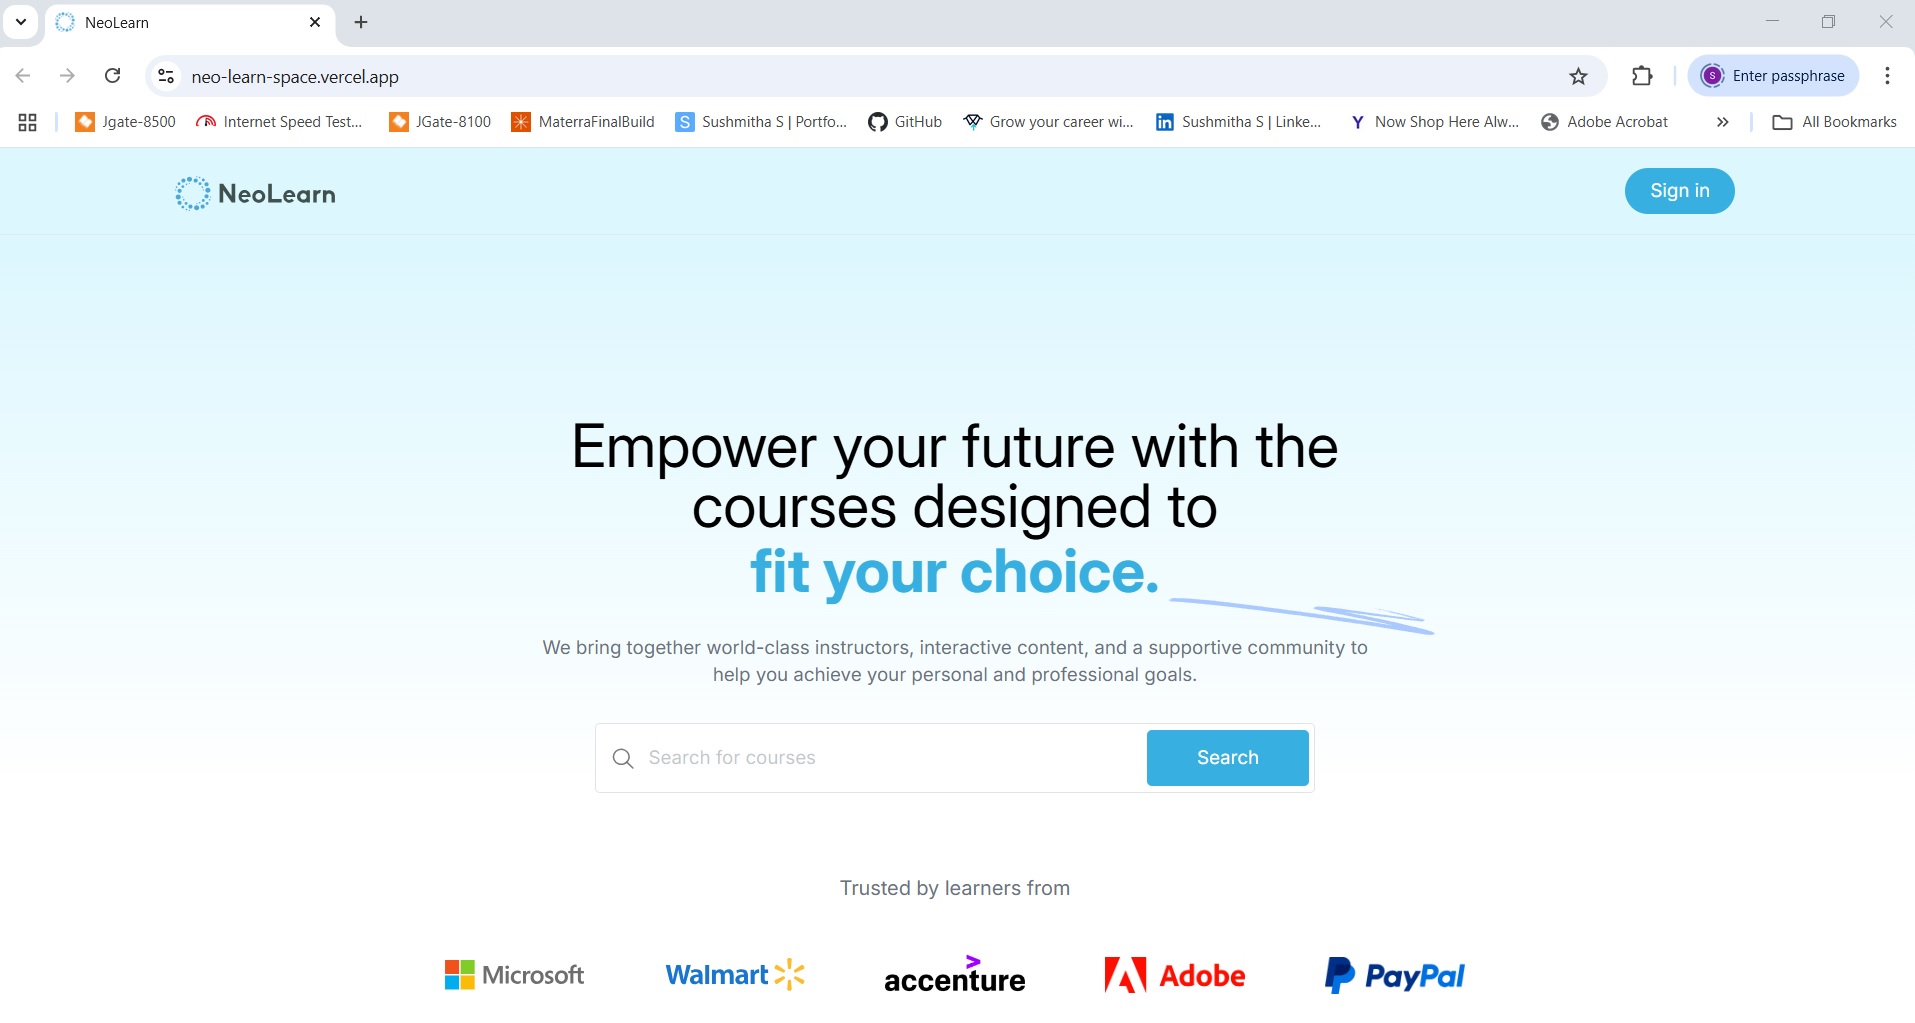 NeoLearn
neo-learn-space.vercel.app
S
Enter passphrase
Jgate-8500
Internet Speed Test...
JGate-8100
MaterraFinalBuild
S
Sushmitha S | Portfo...
GitHub
Grow your career wi...
in
Sushmitha S | Linke...
Y
Now Shop Here Alw...
Adobe Acrobat
All Bookmarks
NeoLearn
Sign in
Empower your future with the
courses designed to
fit your choice.
We bring together world-class instructors, interactive content, and a supportive community to
help you achieve your personal and professional goals.
Search for courses
Search
Trusted by learners from
Microsoft
Walmart
accenture
Adobe
PayPal